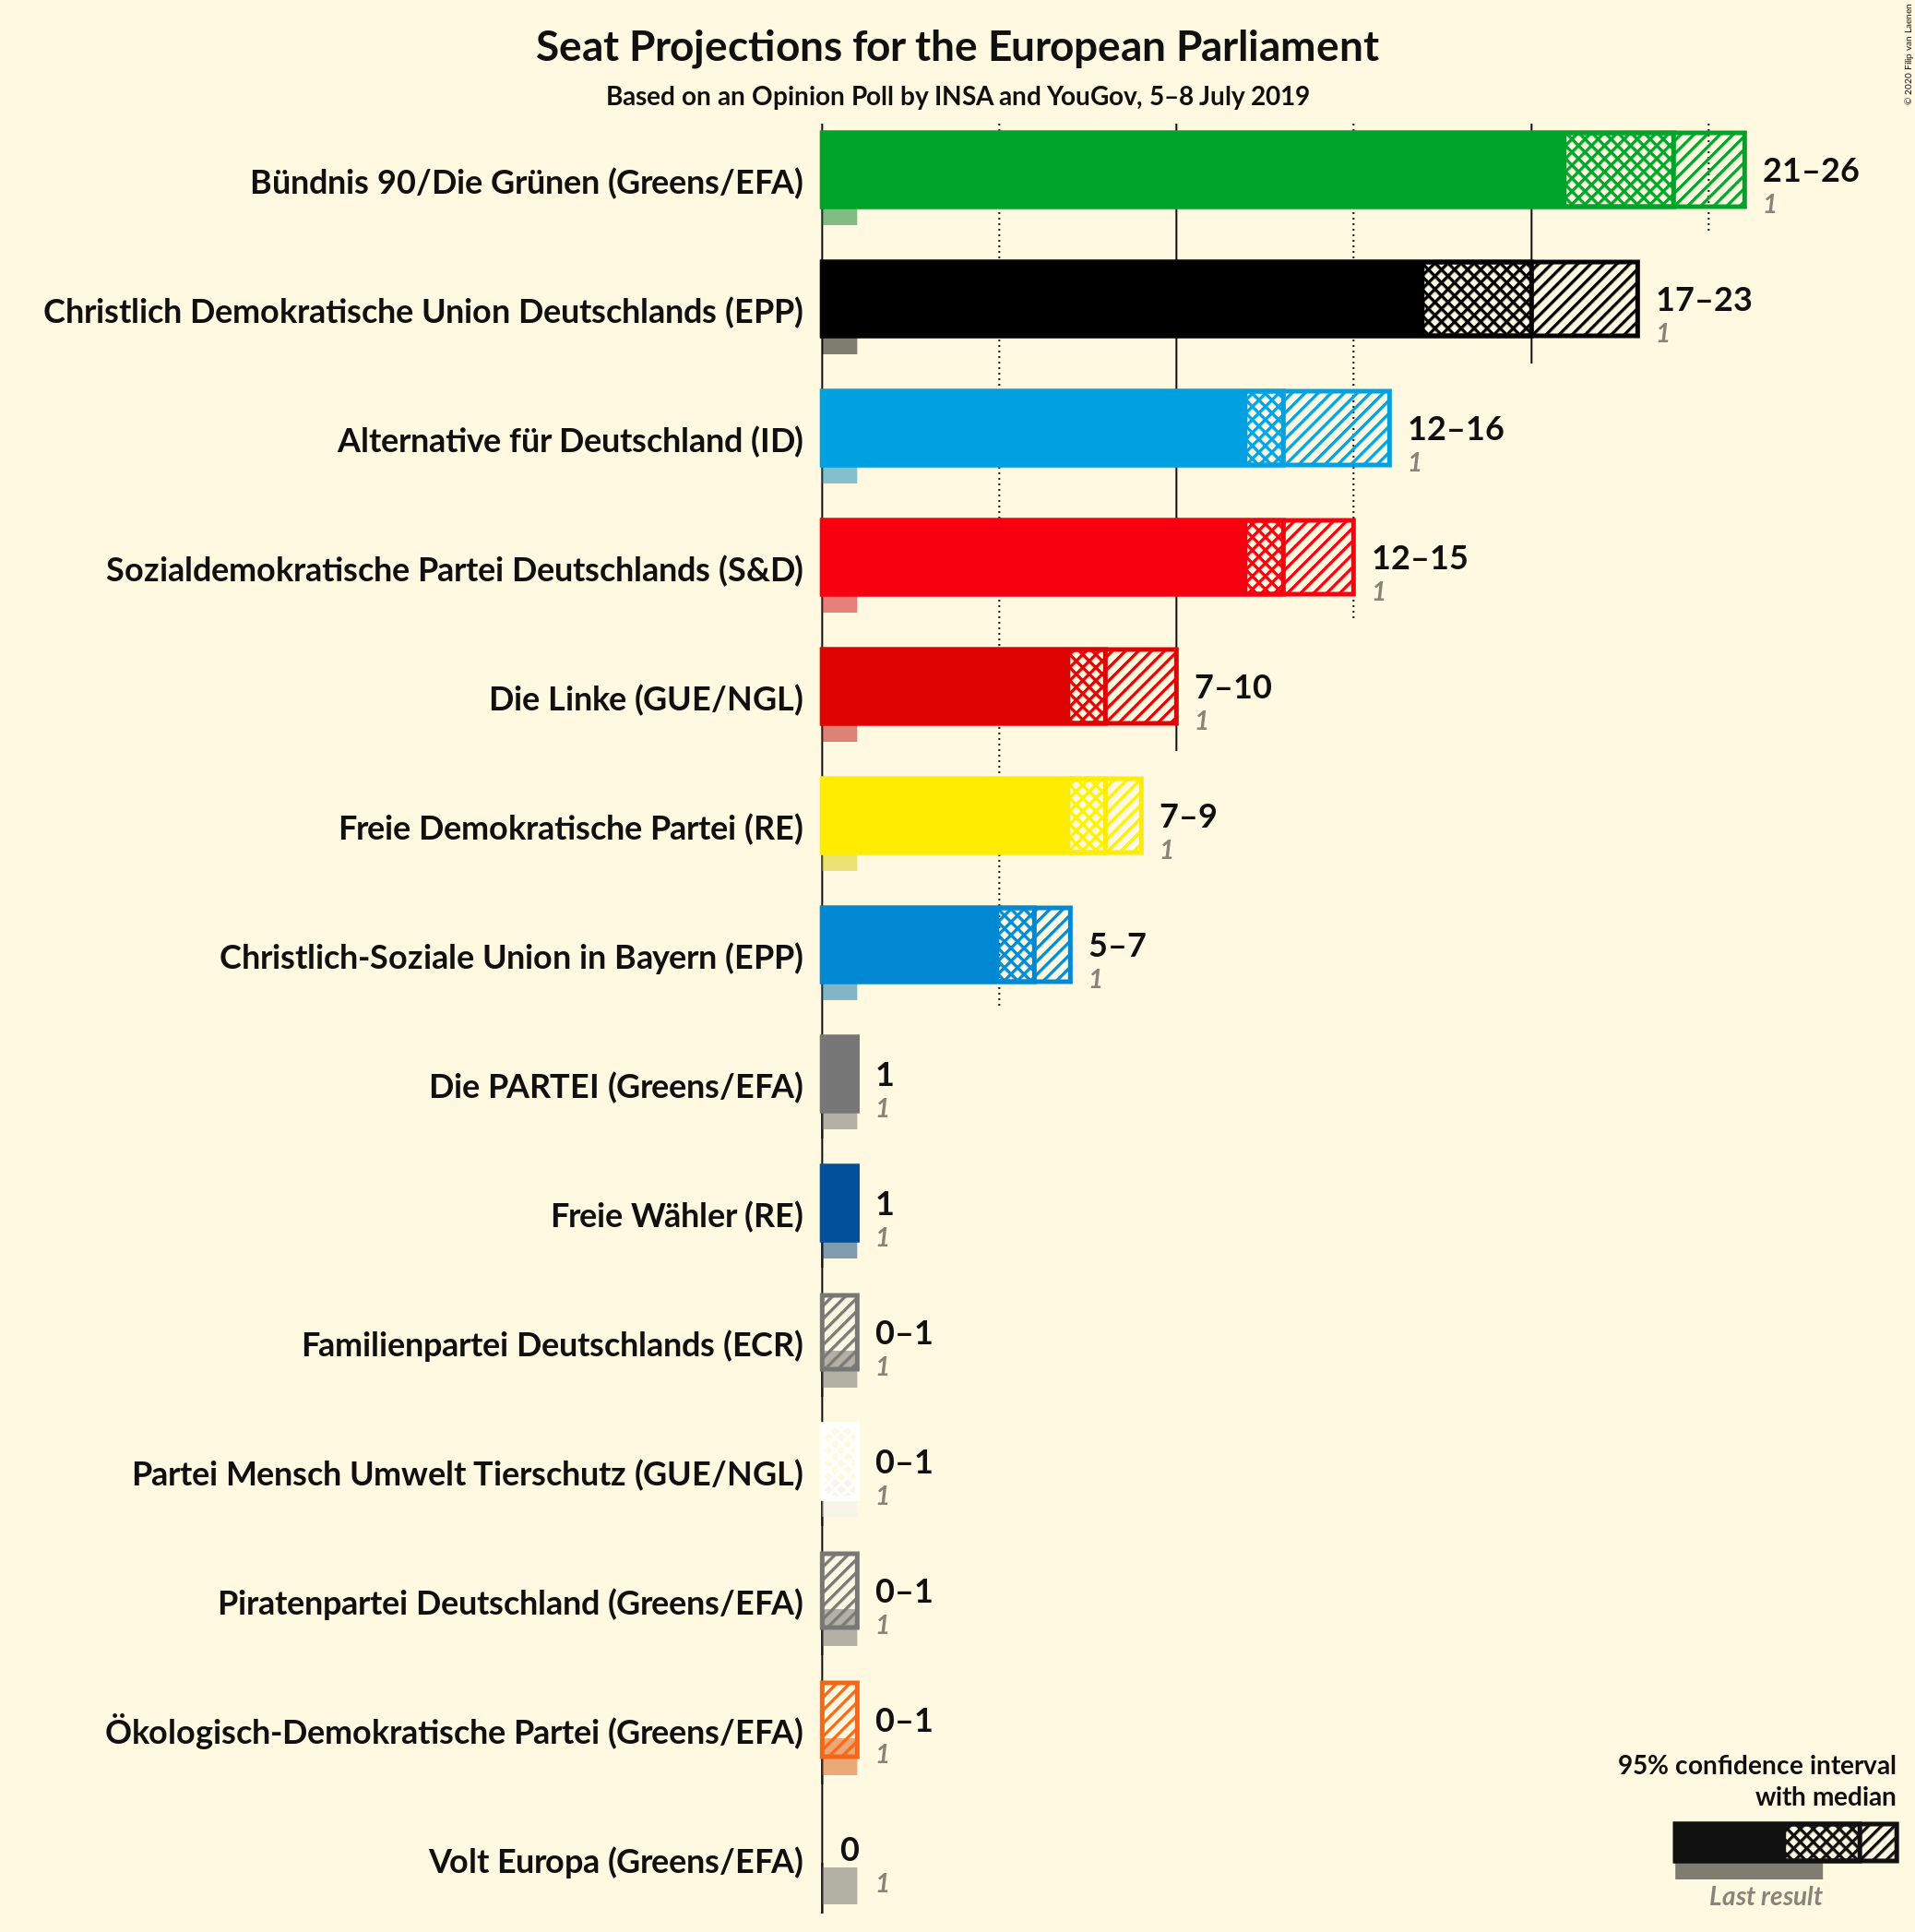 Seat Projections for the European Parliament
Based on an Opinion Poll by INSA and YouGov, 5–8 July 2019
© 2020 Filip van Laenen
Bündnis 90/Die Grünen (Greens/EFA)
21–26
1
Christlich Demokratische Union Deutschlands (EPP)
17–23
1
Alternative für Deutschland (ID)
12–16
1
Sozialdemokratische Partei Deutschlands (S&D)
12–15
1
Die Linke (GUE/NGL)
7–10
1
Freie Demokratische Partei (RE)
7–9
1
Christlich-Soziale Union in Bayern (EPP)
5–7
1
Die PARTEI (Greens/EFA)
1
1
Freie Wähler (RE)
1
1
Familienpartei Deutschlands (ECR)
0–1
1
Partei Mensch Umwelt Tierschutz (GUE/NGL)
0–1
1
Piratenpartei Deutschland (Greens/EFA)
0–1
1
Ökologisch-Demokratische Partei (Greens/EFA)
0–1
1
Volt Europa (Greens/EFA)
0
1
95% confidence interval
with median
Last result